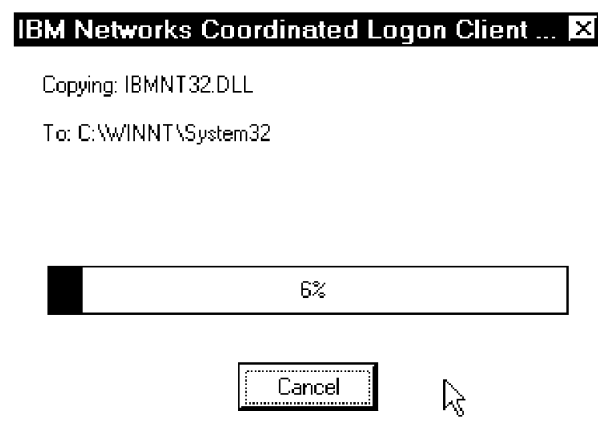 IBM Networks Coordinated Logon Client ...
Copying: IBMNT32.DLL
To: C:\WINNT\System32
6%
Cancel